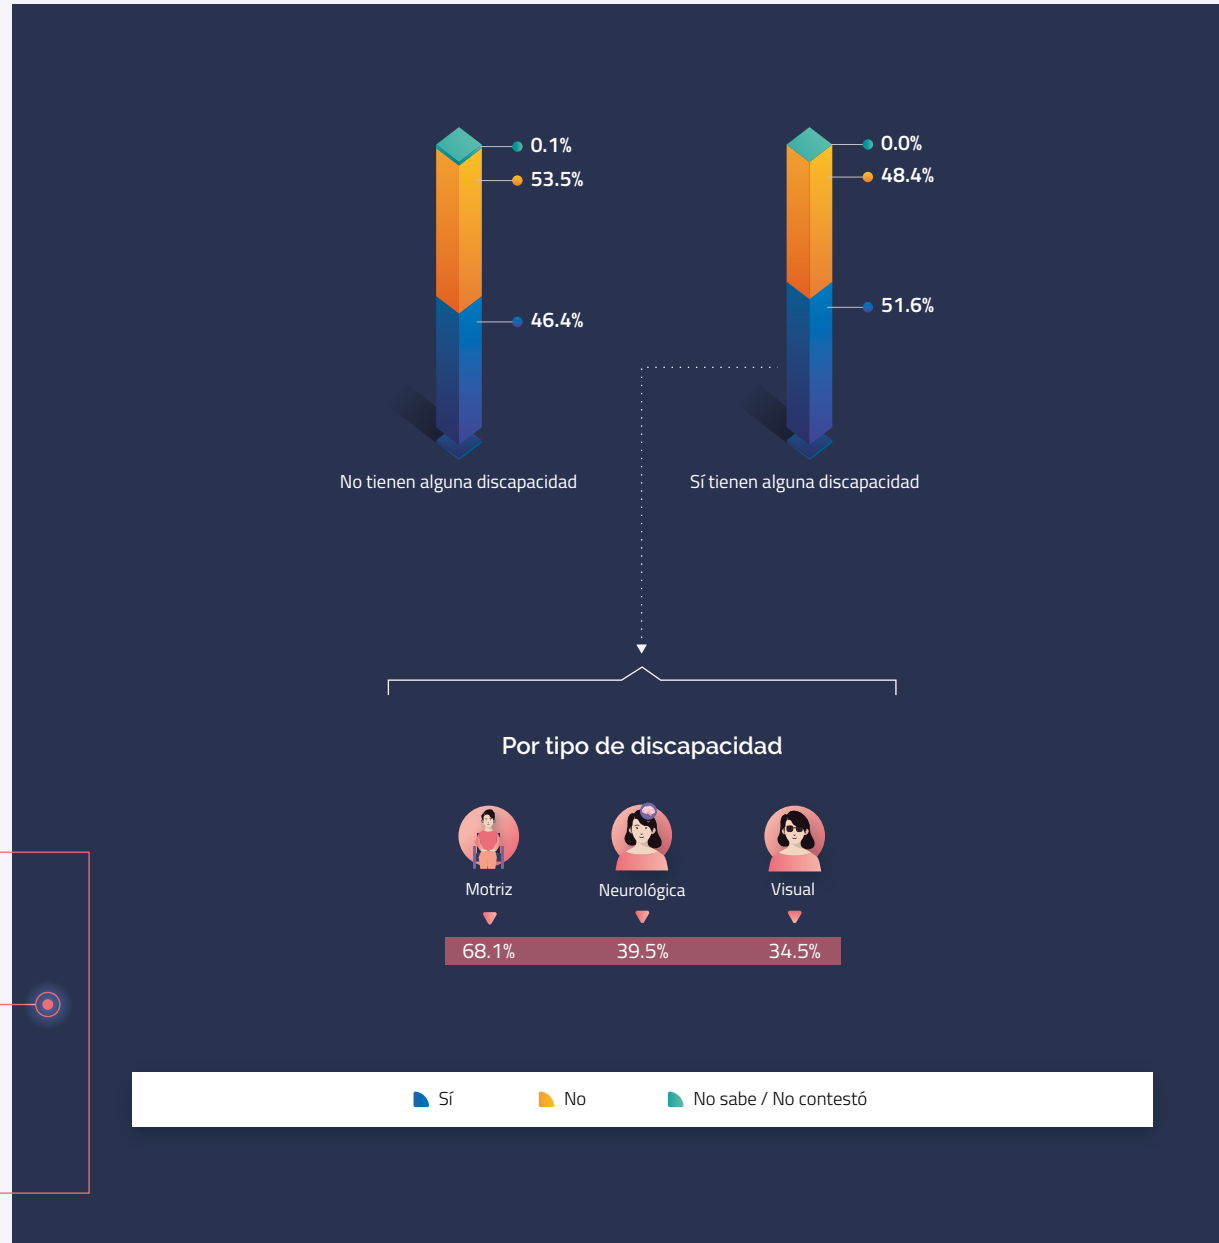 0.1%
53.5%
46.4%
No tienen alguna discapacidad
0.0%
48.4%
51.6%
Sí tienen alguna discapacidad
Por tipo de discapacidad
Motriz
Neurológica
Visual
68.1%
39.5%
34.5%
Sí
No
No sabe / No contestó